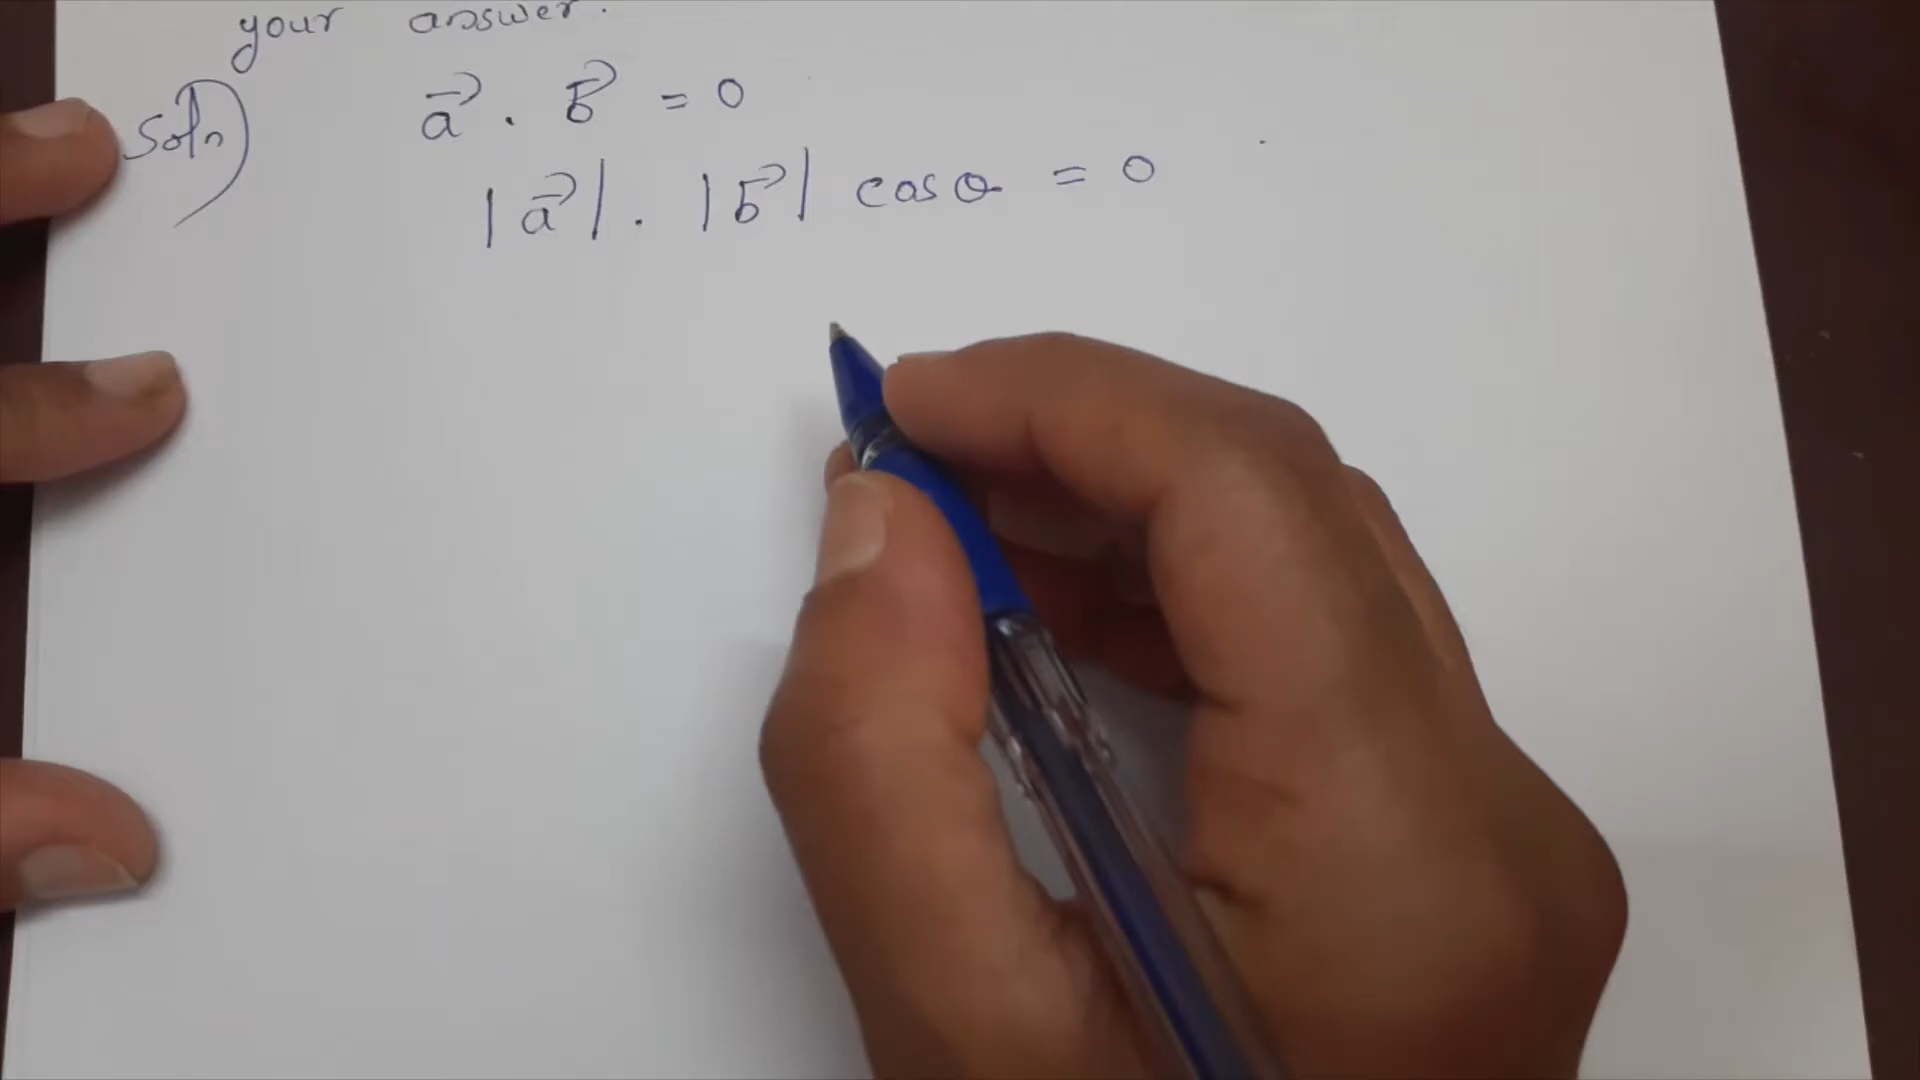 your answer.
Soln) a⃗ . b⃗ = 0
|a⃗| . |b⃗| cos θ = 0